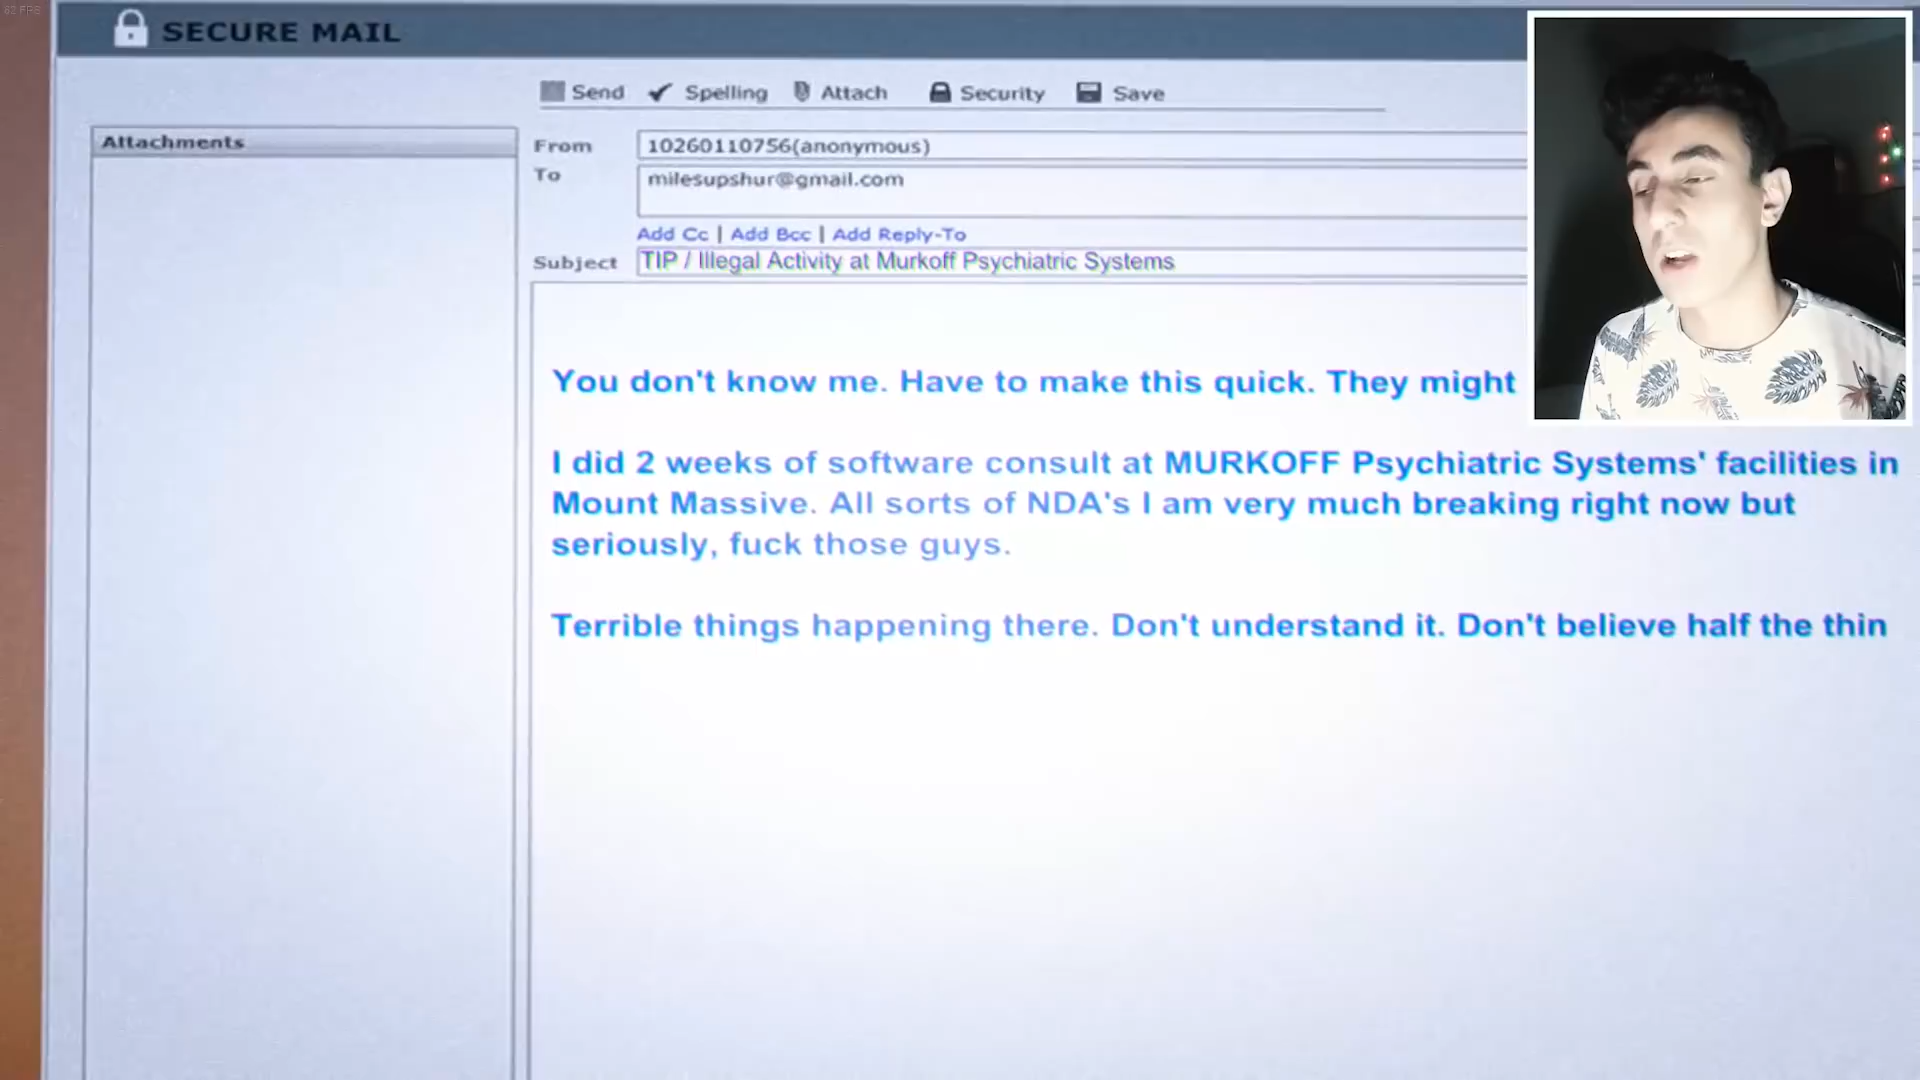 82 FPS
SECURE MAIL
Send Spelling Attach Security Save
Attachments
From 10260110756(anonymous)
To milesupshur@gmail.com
Add Cc | Add Bcc | Add Reply-To
Subject TIP / Illegal Activity at Murkoff Psychiatric Systems
You don't know me. Have to make this quick. They might
I did 2 weeks of software consult at MURKOFF Psychiatric Systems' facilities in
Mount Massive. All sorts of NDA's I am very much breaking right now but
seriously, fuck those guys.
Terrible things happening there. Don't understand it. Don't believe half the thin